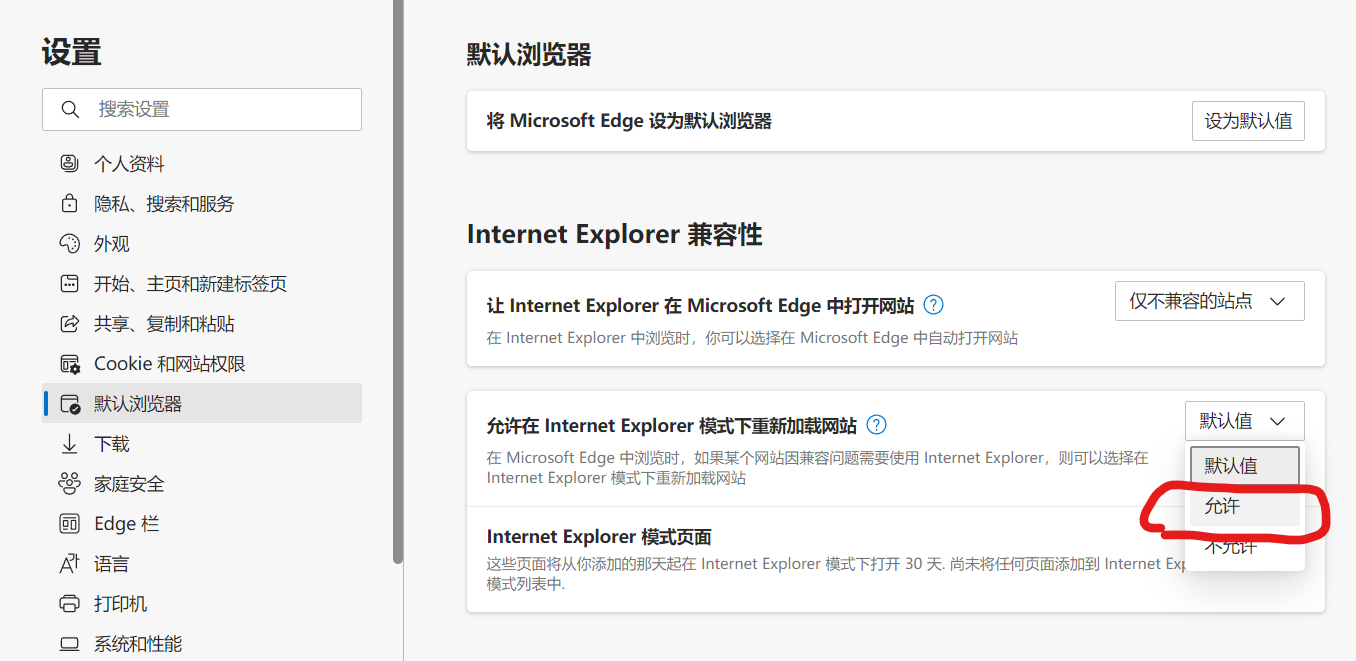 设置
搜索设置
个人资料
隐私、搜索和服务
外观
开始、主页和新建标签页
共享、复制和粘贴
Cookie 和网站权限
默认浏览器
下载
家庭安全
Edge 栏
语言
打印机
系统和性能
默认浏览器
将 Microsoft Edge 设为默认浏览器
设为默认值
Internet Explorer 兼容性
让 Internet Explorer 在 Microsoft Edge 中打开网站
仅不兼容的站点
在 Internet Explorer 中浏览时，你可以选择在 Microsoft Edge 中自动打开网站
允许在 Internet Explorer 模式下重新加载网站
默认值
在 Microsoft Edge 中浏览时，如果某个网站因兼容问题需要使用 Internet Explorer，则可以选择在
Internet Explorer 模式下重新加载网站
默认值
允许
不允许
Internet Explorer 模式页面
这些页面将从你添加的那天起在 Internet Explorer 模式下打开 30 天. 尚未将任何页面添加到 Internet Exp
模式列表中.